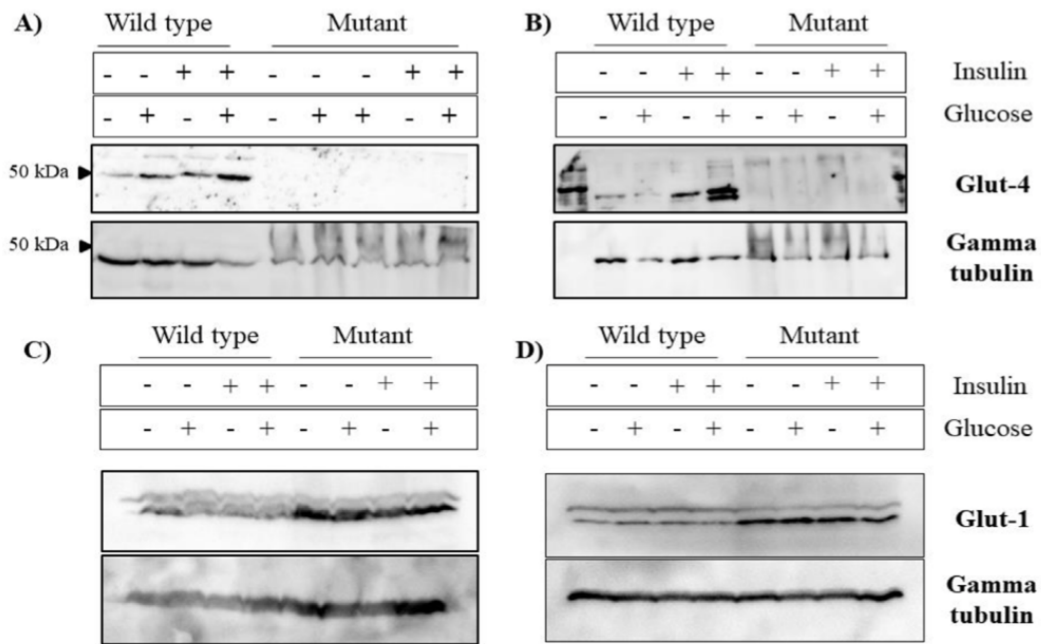 A) Wild type Mutant
- - + + - - - + +
- + - + - + + - +
50 kDa
50 kDa
B) Wild type Mutant
- - + + - - + + Insulin
- + - + - + - + Glucose
Glut-4
Gamma
tubulin
C) Wild type Mutant
- - + + - - + +
- + - + - + - +
D) Wild type Mutant
- - + + - - + + Insulin
- + - + - + - + Glucose
Glut-1
Gamma
tubulin